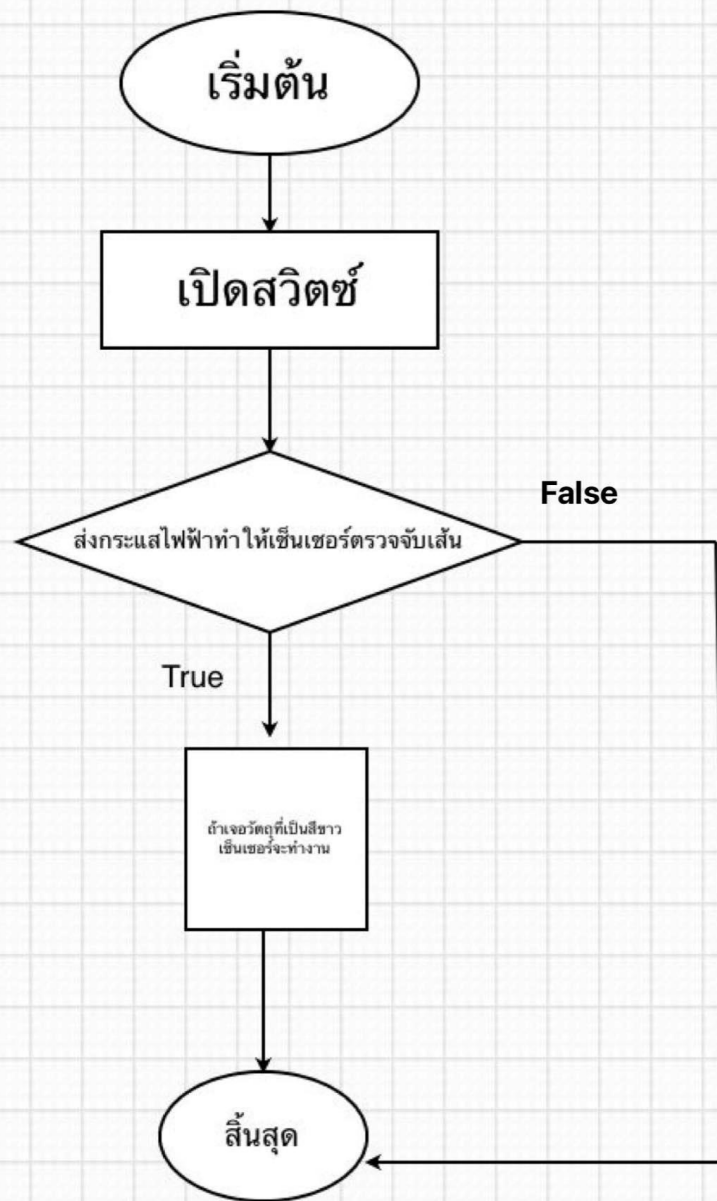 เริ่มต้น
เปิดสวิตซ์
ส่งกระแสไฟฟ้าทำให้เซ็นเซอร์ตรวจจับเส้น
False
True
ถ้าเจอวัตถุที่เป็นสีขาว
เซ็นเซอร์จะทำงาน
สิ้นสุด